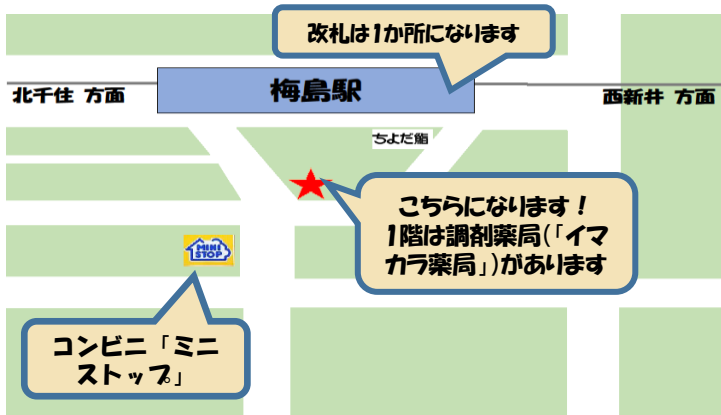 改札は1か所になります
梅島駅
北千住 方面
西新井 方面
ちよだ鮨
こちらになります！
1階は調剤薬局(「イマ
カラ薬局」)があります
MINI
STOP
コンビニ「ミニ
ストップ」